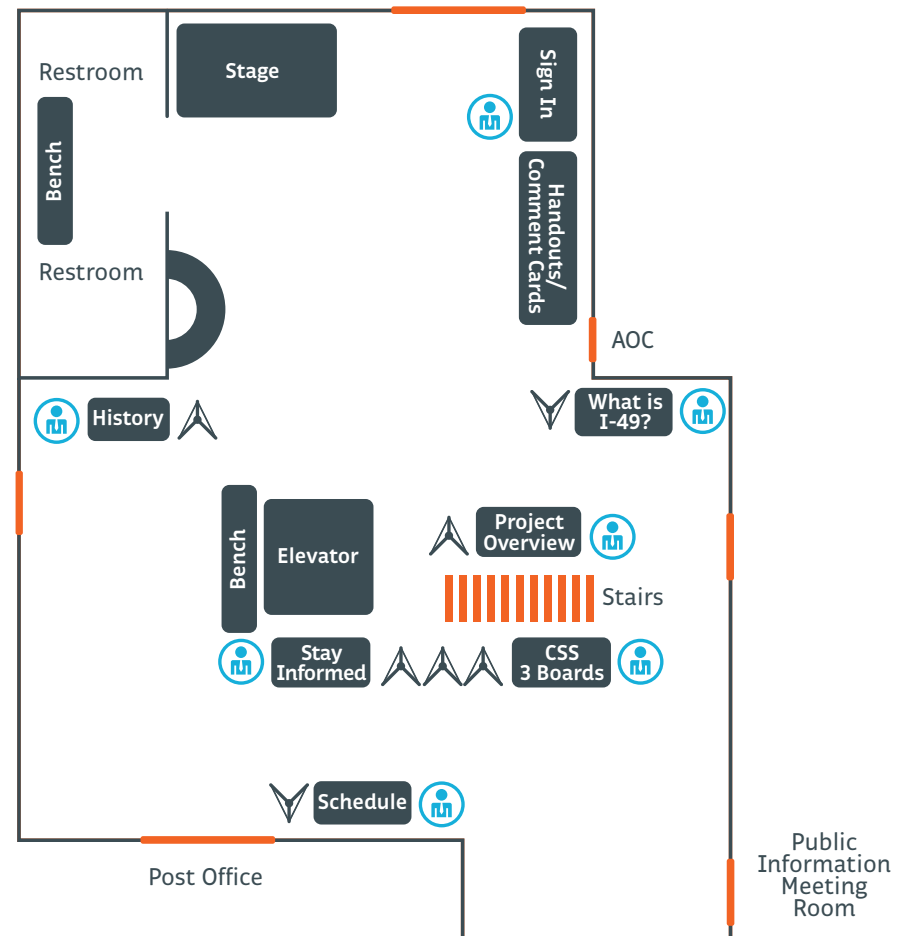 Restroom
Stage
Sign In
Bench
Handouts/
Comment Cards
Restroom
AOC
History
What is
I-49?
Project
Overview
Bench
Elevator
Stairs
Stay
Informed
CSS
3 Boards
Schedule
Post Office
Public
Information
Meeting
Room